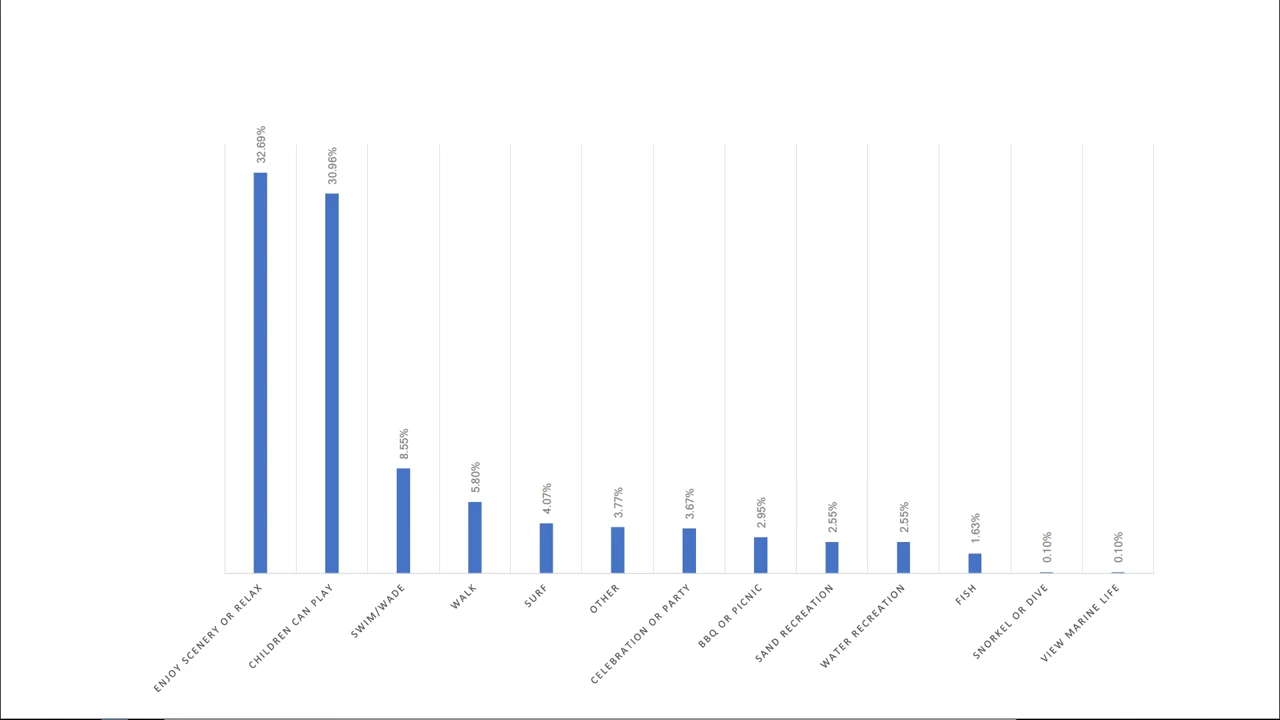 32.69%
30.96%
8.55%
5.80%
4.07%
3.77%
3.67%
2.95%
2.55%
2.55%
1.63%
0.10%
0.10%
ENJOY SCENERY OR RELAX
CHILDREN CAN PLAY
SWIM/WADE
WALK
SURF
OTHER
CELEBRATION OR PARTY
BBQ OR PICNIC
SAND RECREATION
WATER RECREATION
FISH
SNORKEL OR DIVE
VIEW MARINE LIFE